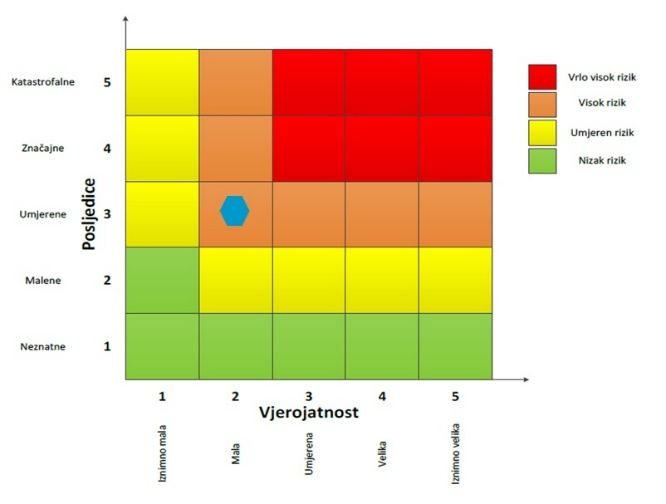 Katastrofalne 5
Značajne 4
Umjerene 3
Malene 2
Neznatne 1
Posljedice
1 2 3 4 5
Vjerojatnost
Iznimno mala
Mala
Umjerena
Velika
Iznimno velika
Vrlo visok rizik
Visok rizik
Umjeren rizik
Nizak rizik